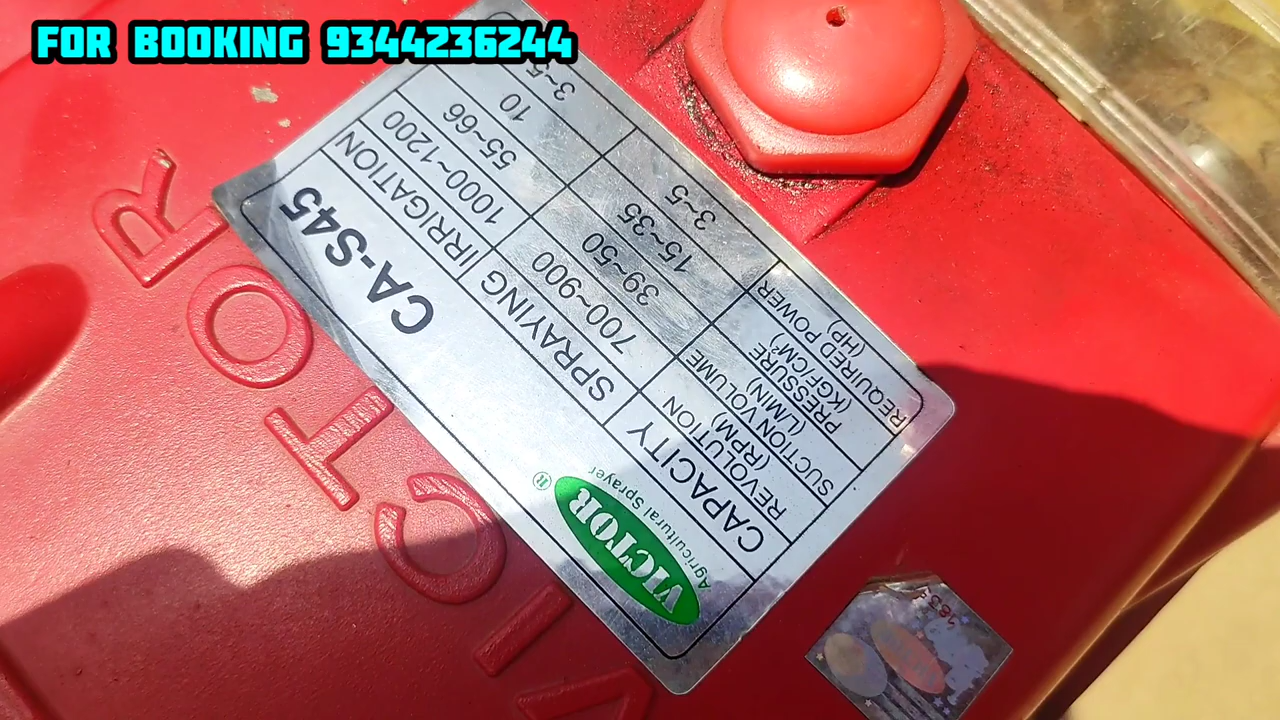 FOR BOOKING 9344236244
VICTOR ®
Agricultural Sprayer
CA-S45
CAPACITY SPRAYING IRRIGATION
REVOLUTION (RPM) 700~900 1000~1200
SUCTION VOLUME (L/MIN) 39~50 55~66
PRESSURE (KGF/CM²) 15~35 10
REQUIRED POWER (HP) 3~5 3~5
VICTOR